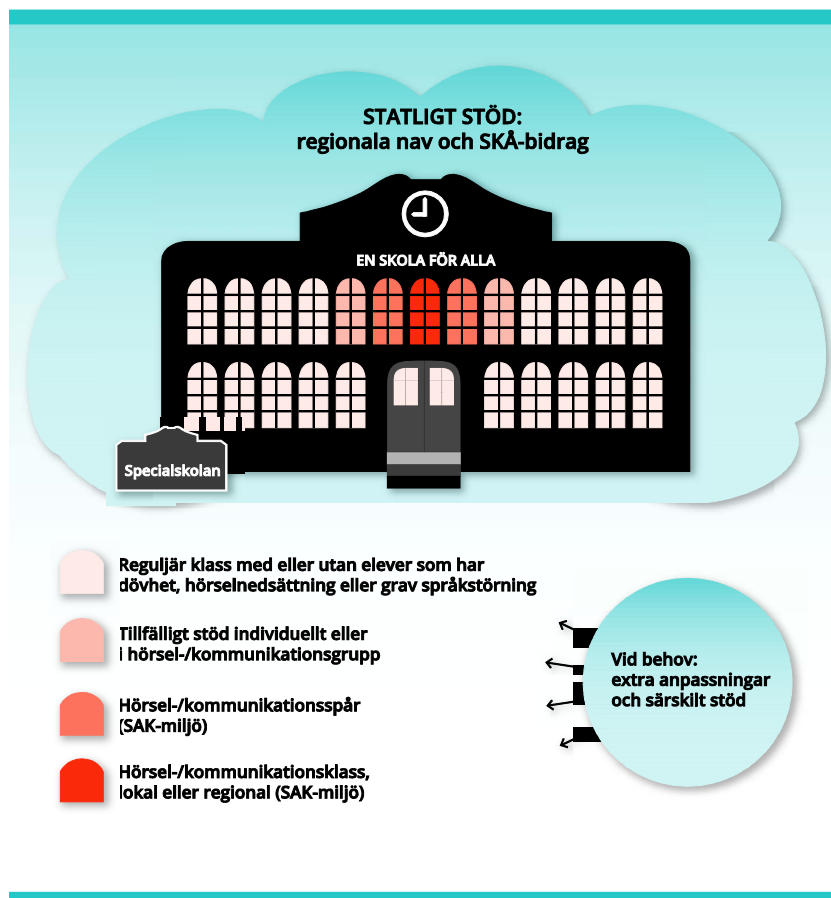 STATLIGT STÖD:
regionala nav och SKÅ-bidrag
EN SKOLA FÖR ALLA
Specialskolan
Reguljär klass med eller utan elever som har
dövhet, hörselnedsättning eller grav språkstörning
Tillfälligt stöd individuellt eller
i hörsel-/kommunikationsgrupp
Hörsel-/kommunikationsspår
(SAK-miljö)
Hörsel-/kommunikationsklass,
lokal eller regional (SAK-miljö)
Vid behov:
extra anpassningar
och särskilt stöd